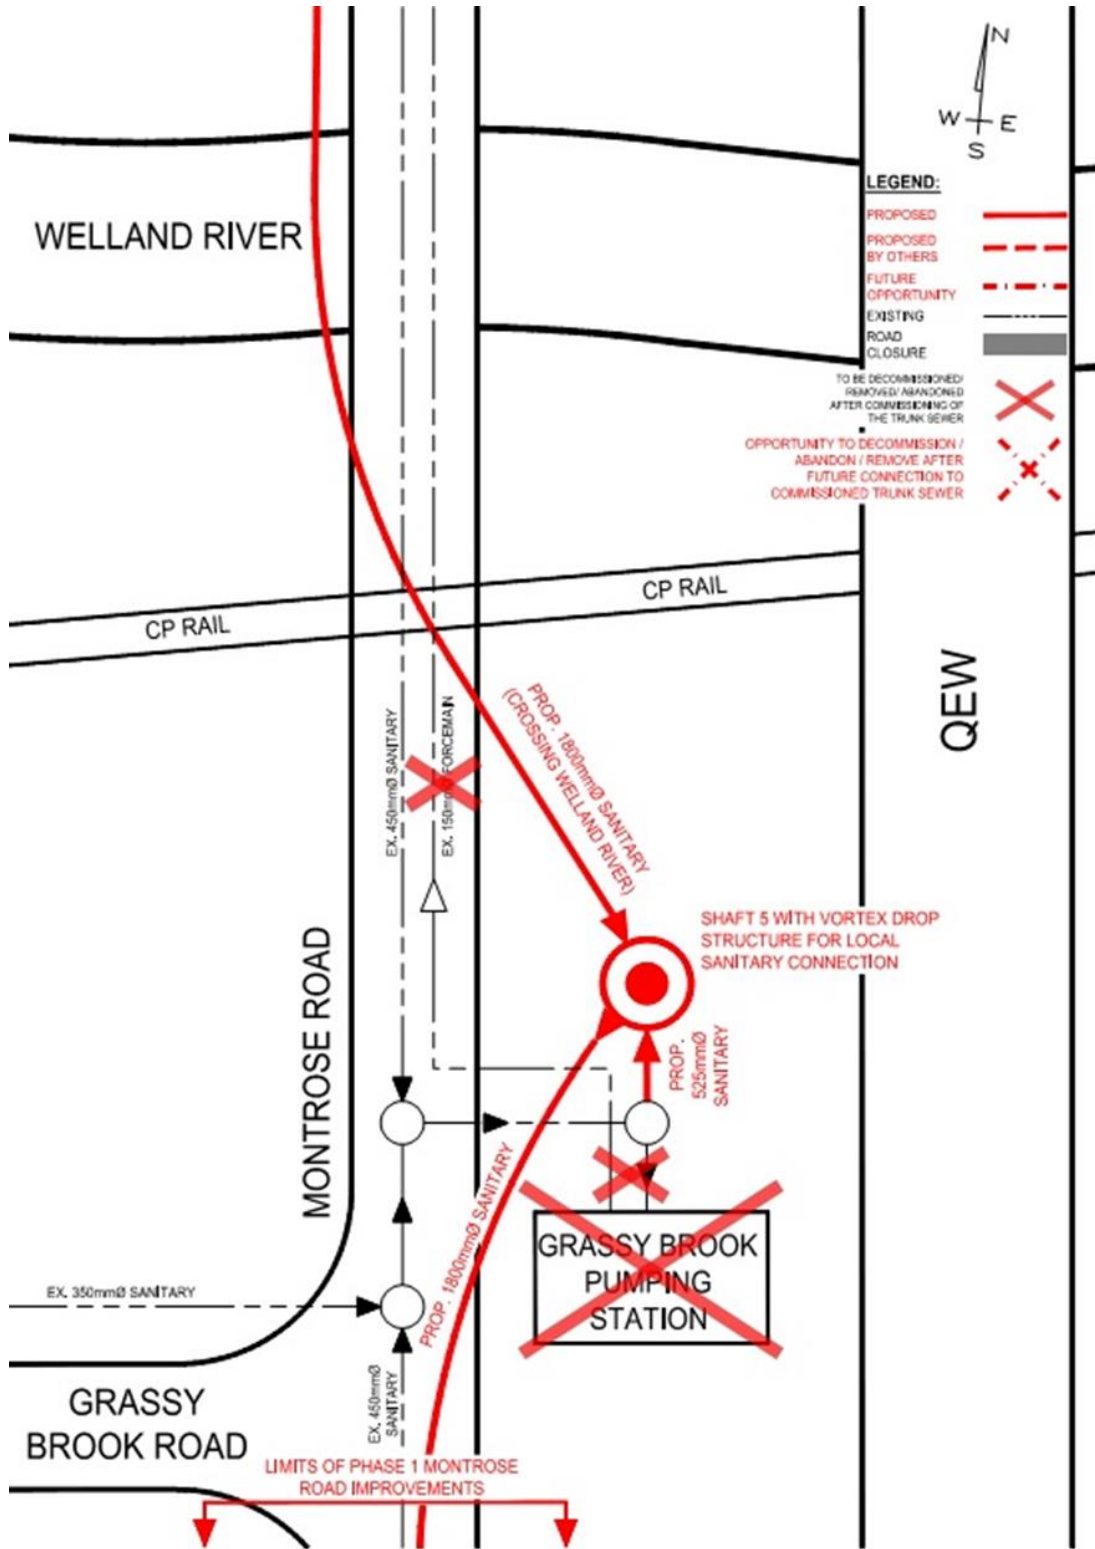 N
W E
S
LEGEND:
PROPOSED
PROPOSED
BY OTHERS
FUTURE
OPPORTUNITY
EXISTING
ROAD
CLOSURE
TO BE DECOMMISSIONED/
REMOVED/ ABANDONED
AFTER COMMISSIONING OF
THE TRUNK SEWER
OPPORTUNITY TO DECOMMISSION /
ABANDON / REMOVE AFTER
FUTURE CONNECTION TO
COMMISSIONED TRUNK SEWER
WELLAND RIVER
CP RAIL
CP RAIL
QEW
PROP. 1800mmØ SANITARY
(CROSSING WELLAND RIVER)
EX. 450mmØ SANITARY
EX. 150mmØ FORCEMAIN
SHAFT 5 WITH VORTEX DROP
STRUCTURE FOR LOCAL
SANITARY CONNECTION
MONTROSE ROAD
PROP.
525mmØ
SANITARY
PROP. 1800mmØ SANITARY
GRASSY BROOK
PUMPING
STATION
EX. 350mmØ SANITARY
EX. 450mmØ
SANITARY
GRASSY
BROOK ROAD
LIMITS OF PHASE 1 MONTROSE
ROAD IMPROVEMENTS